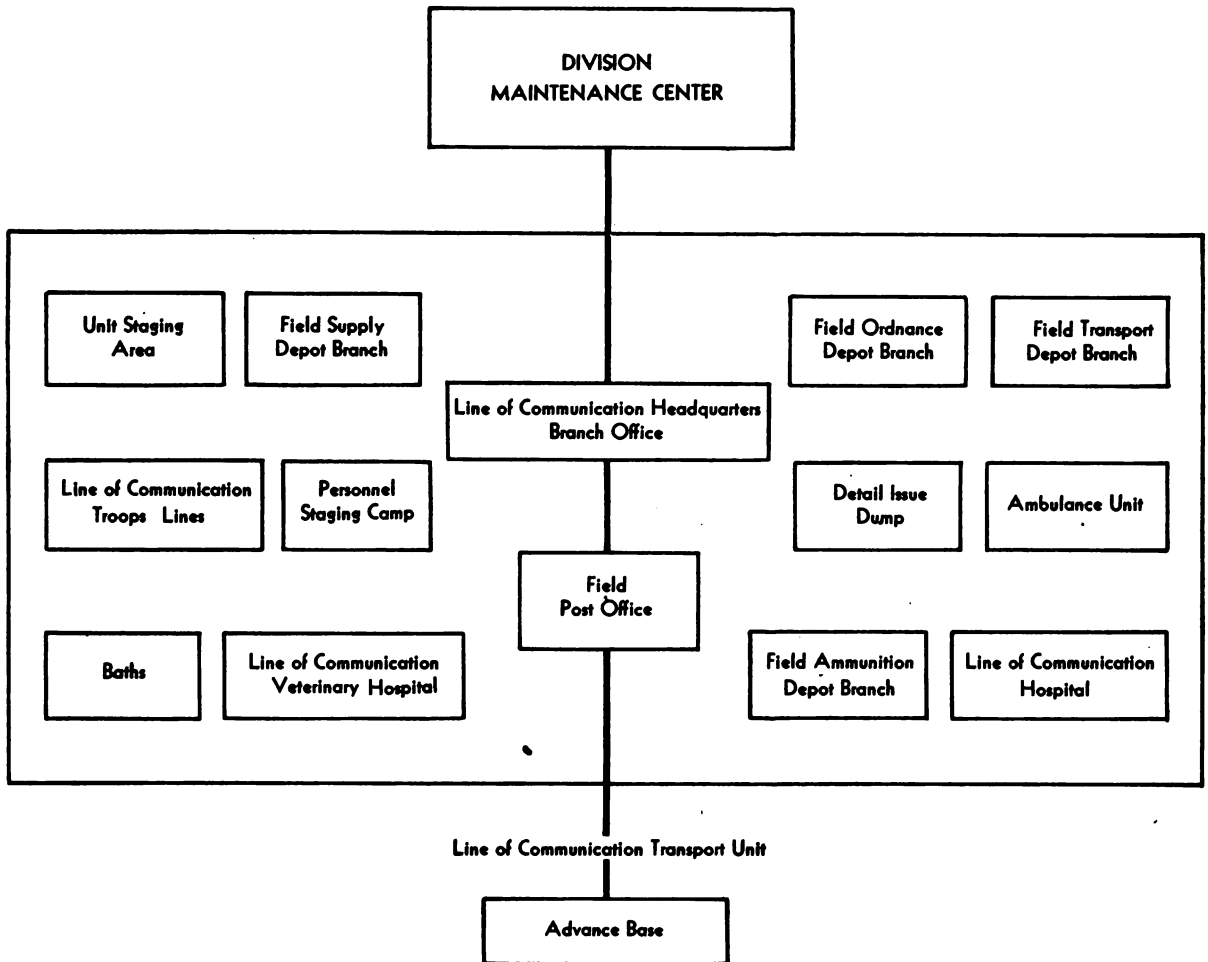 DIVISION
MAINTENANCE CENTER
Unit Staging
Area
Field Supply
Depot Branch
Field Ordnance
Depot Branch
Field Transport
Depot Branch
Line of Communication Headquarters
Branch Office
Line of Communication
Troops Lines
Personnel
Staging Camp
Detail Issue
Dump
Ambulance Unit
Field
Post Office
Baths
Line of Communication
Veterinary Hospital
Field Ammunition
Depot Branch
Line of Communication
Hospital
Line of Communication Transport Unit
Advance Base